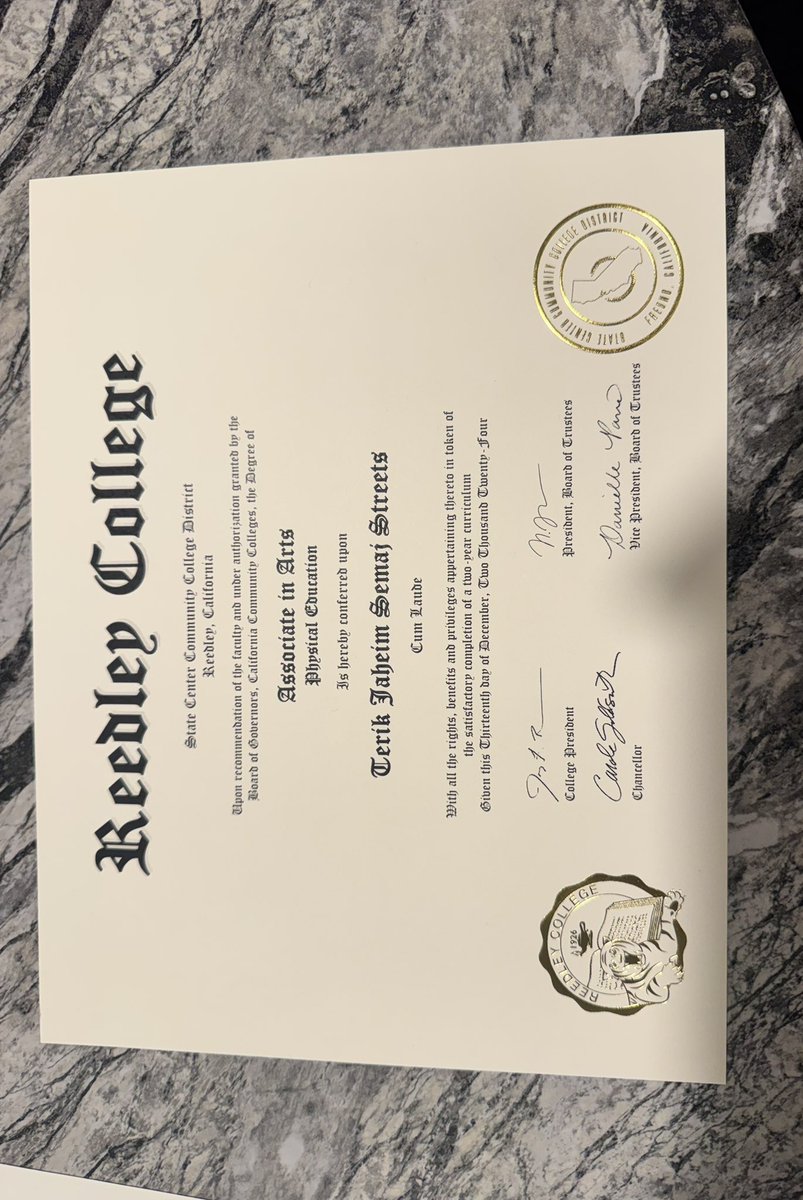 Reedley College
State Center Community College District
Reedley, California
Upon recommendation of the faculty and under authorization granted by the
Board of Governors, California Community Colleges, the Degree of
Associate in Arts
Physical Education
Is hereby conferred upon
Terik Jaheim Semaj Streets
Cum Laude
With all the rights, benefits and privileges appertaining thereto in token of
the satisfactory completion of a two-year curriculum
Given this Thirteenth day of December, Two Thousand Twenty-Four
College President
President, Board of Trustees
Danielle
Chancellor
Vice President, Board of Trustees
REEDLEY COLLEGE
1926
STATE CENTER COMMUNITY COLLEGE DISTRICT
FRESNO, CALIFORNIA